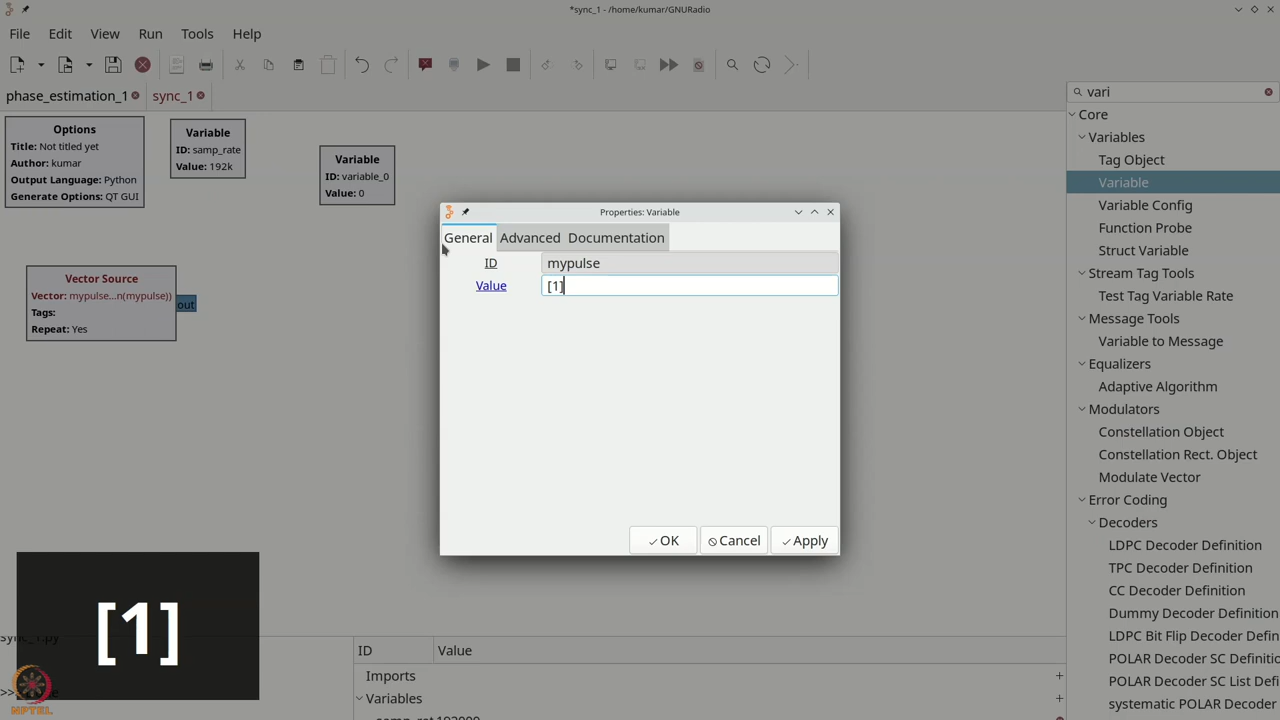 *sync_1 - /home/kumar/GNURadio
File Edit View Run Tools Help
phase_estimation_1 sync_1
vari
Options
Title: Not titled yet
Author: kumar
Output Language: Python
Generate Options: QT GUI
Variable
ID: samp_rate
Value: 192k
Variable
ID: variable_0
Value: 0
Vector Source
Vector: mypulse...n(mypulse))
Tags:
Repeat: Yes
out
Properties: Variable
General Advanced Documentation
ID mypulse
Value [1]
OK Cancel Apply
Core
Variables
Tag Object
Variable
Variable Config
Function Probe
Struct Variable
Stream Tag Tools
Test Tag Variable Rate
Message Tools
Variable to Message
Equalizers
Adaptive Algorithm
Modulators
Constellation Object
Constellation Rect. Object
Modulate Vector
Error Coding
Decoders
LDPC Decoder Definition
TPC Decoder Definition
CC Decoder Definition
Dummy Decoder Definition
LDPC Bit Flip Decoder Defin
POLAR Decoder SC Definitio
POLAR Decoder SC List Defi
systematic POLAR Decoder
[1]
sync_1.py
>>
NPTEL
ID Value
Imports
Variables
samp_rat 192000